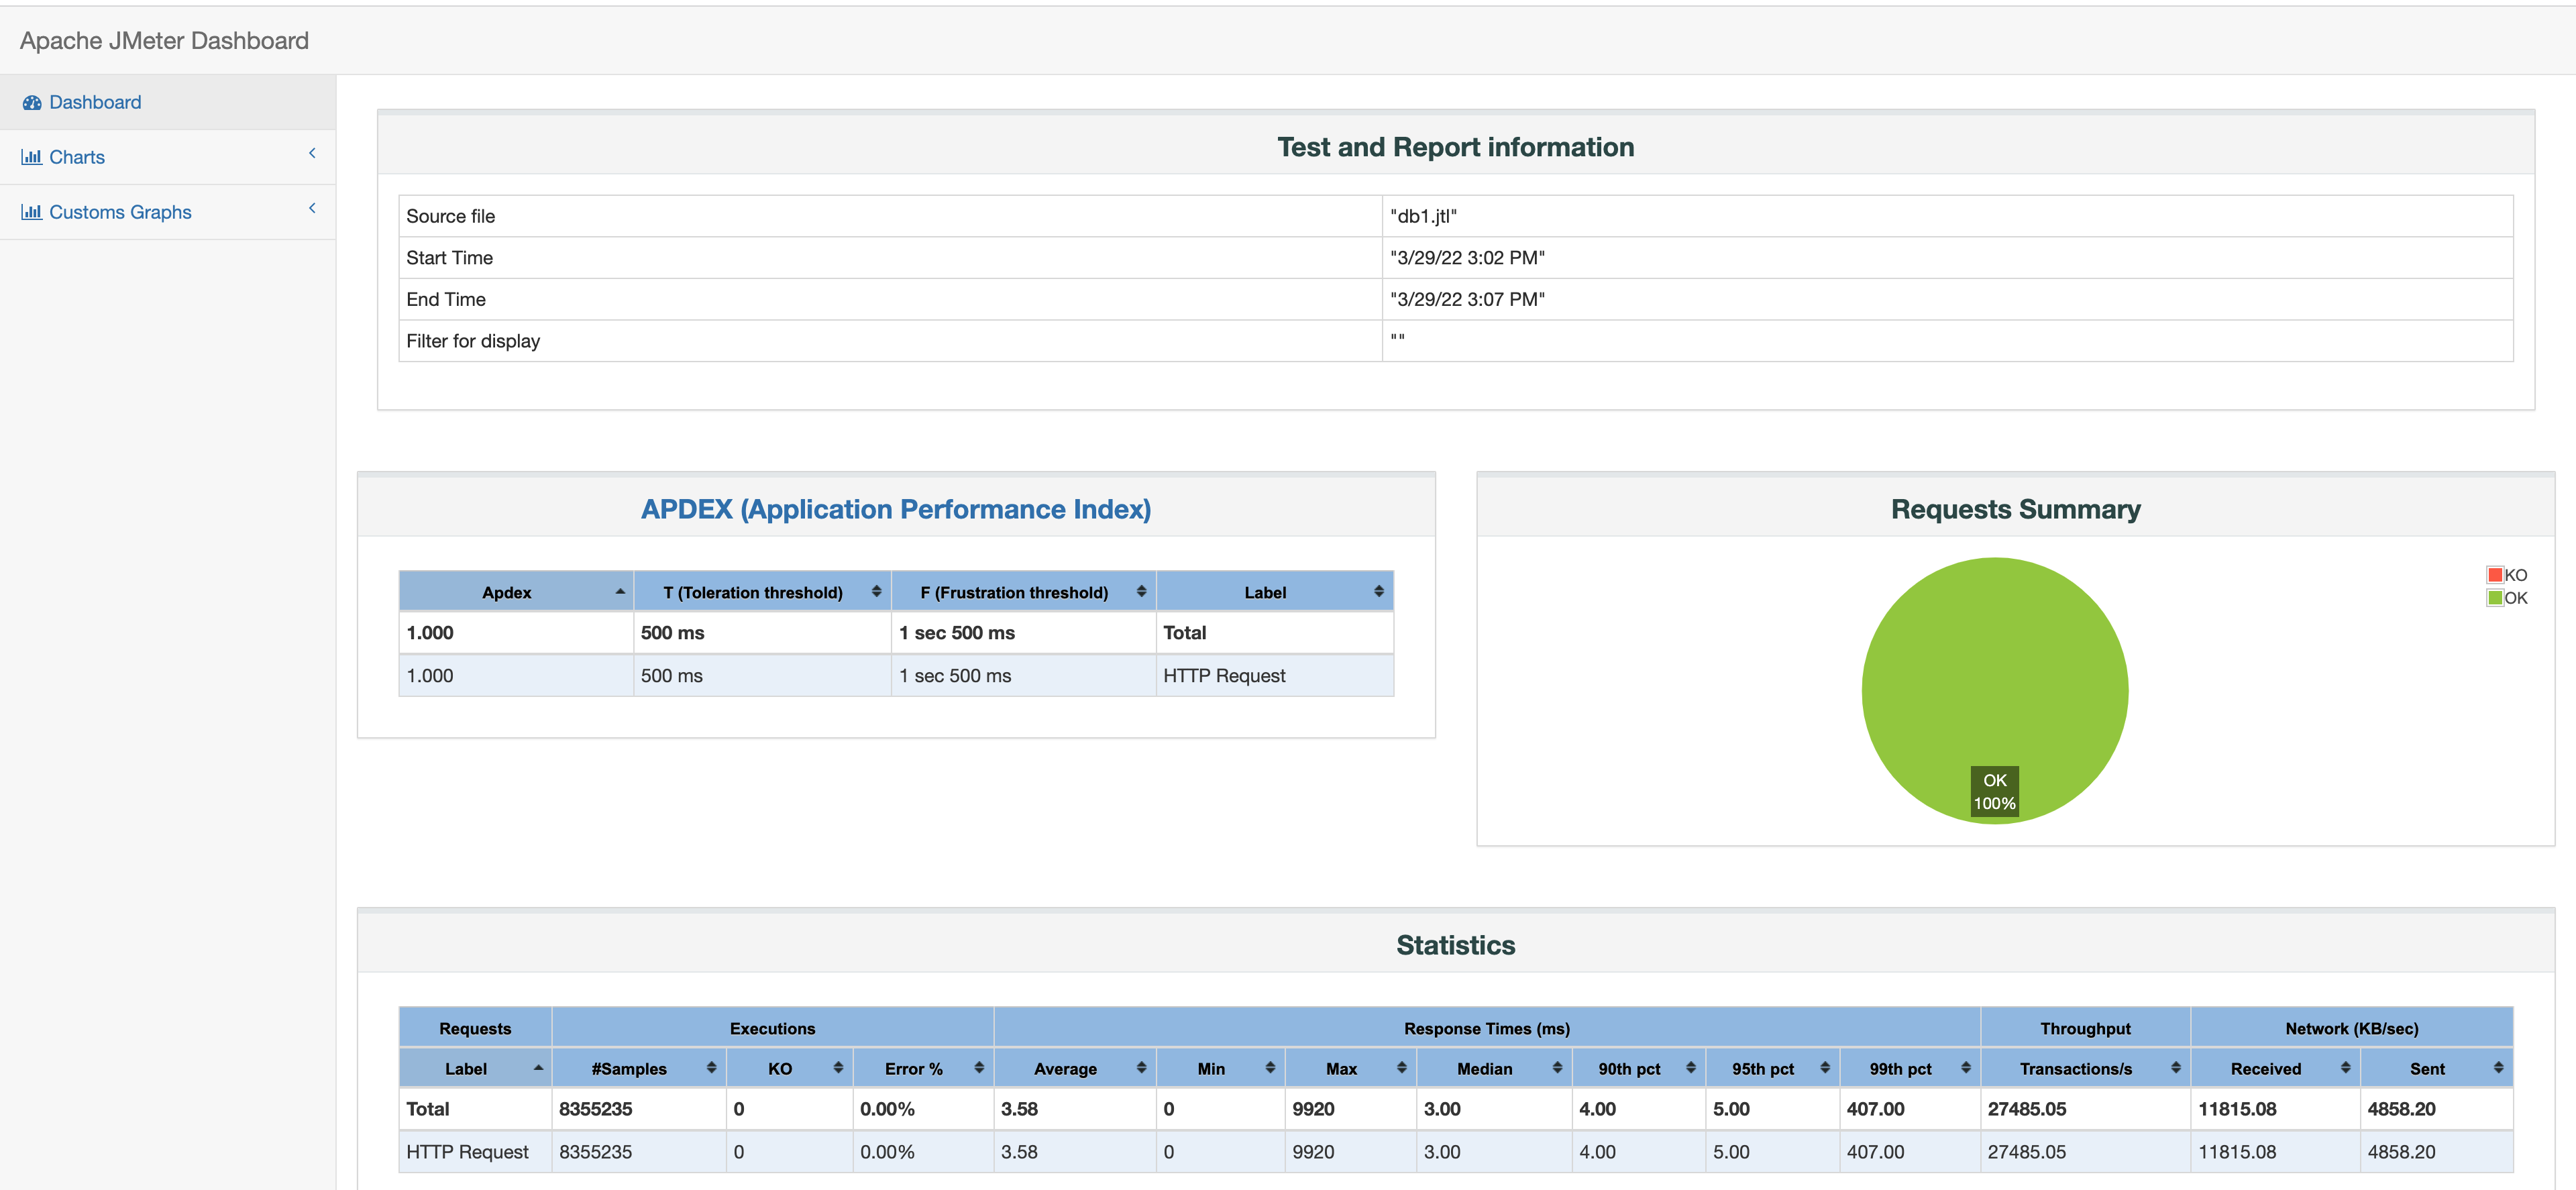 Apache JMeter Dashboard
Dashboard
Charts
Customs Graphs
Test and Report information
Source file "db1.jtl"
Start Time "3/29/22 3:02 PM"
End Time "3/29/22 3:07 PM"
Filter for display ""
APDEX (Application Performance Index)
Apdex T (Toleration threshold) F (Frustration threshold) Label
1.000 500 ms 1 sec 500 ms Total
1.000 500 ms 1 sec 500 ms HTTP Request
Requests Summary
KO
OK
OK
100%
Statistics
Requests Executions Response Times (ms) Throughput Network (KB/sec)
Label #Samples KO Error % Average Min Max Median 90th pct 95th pct 99th pct Transactions/s Received Sent
Total 8355235 0 0.00% 3.58 0 9920 3.00 4.00 5.00 407.00 27485.05 11815.08 4858.20
HTTP Request 8355235 0 0.00% 3.58 0 9920 3.00 4.00 5.00 407.00 27485.05 11815.08 4858.20